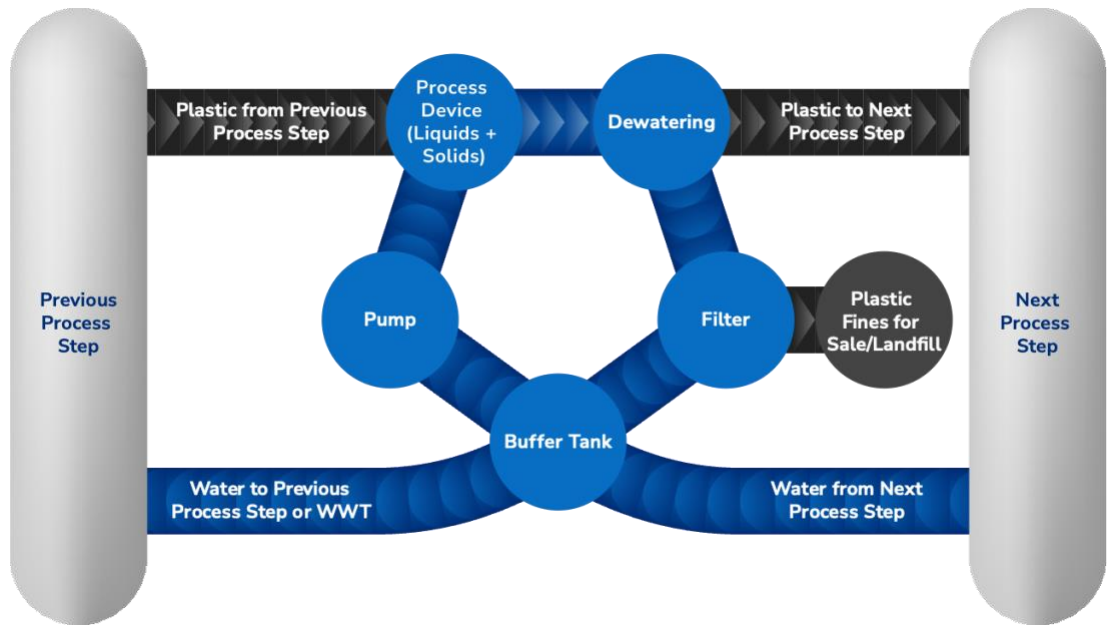 Plastic from Previous
Process Step
Process
Device
(Liquids +
Solids)
Dewatering
Plastic to Next
Process Step
Previous
Process
Step
Pump
Filter
Plastic
Fines for
Sale/Landfill
Next
Process
Step
Buffer Tank
Water to Previous
Process Step or WWT
Water from Next
Process Step